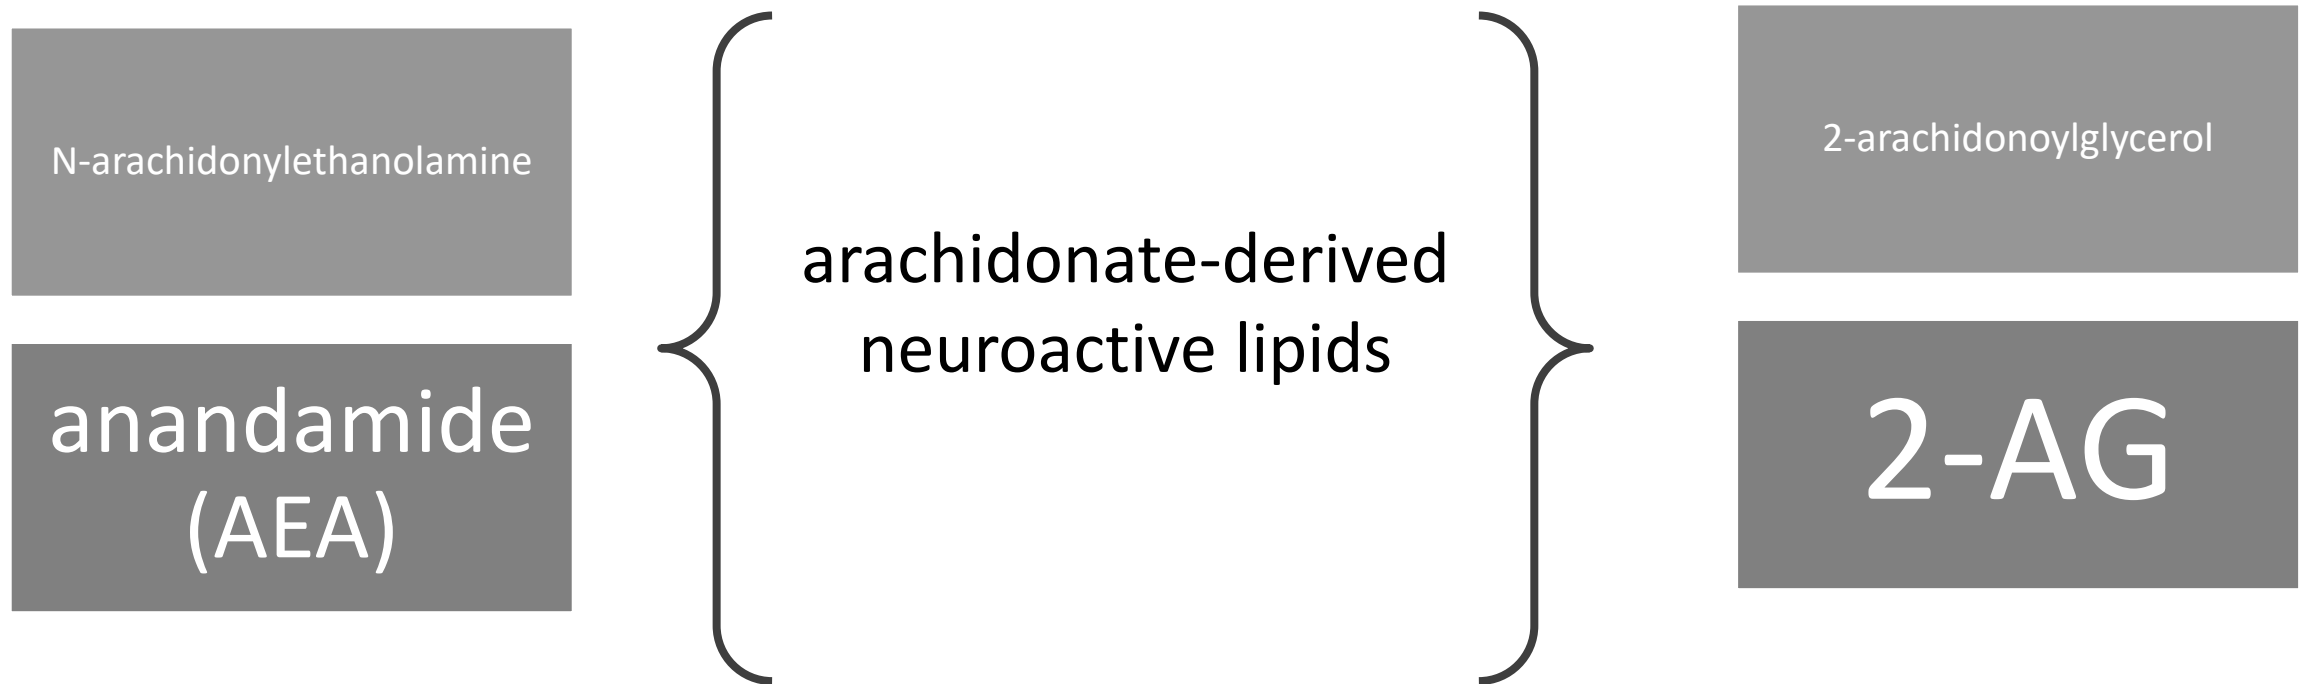 N-arachidonylethanolamine
anandamide
(AEA)
arachidonate-derived
neuroactive lipids
2-arachidonoylglycerol
2-AG